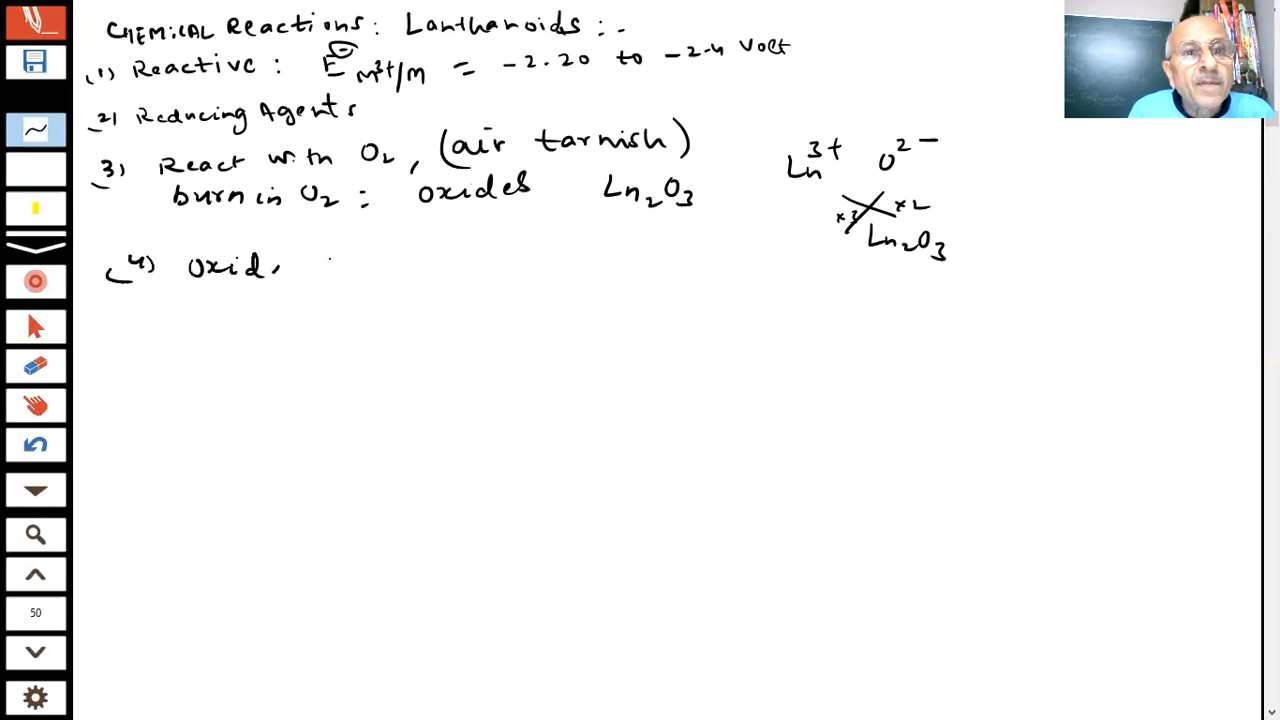 CHEMICAL Reactions: Lanthanoids :-
(1) Reactive : E⊖ M³⁺/M = -2.20 to -2.4 Volt
(2) Reducing Agents
(3) React with O₂, (air tarnish)
burn in O₂ : oxides Ln₂O₃
Ln³⁺ O²⁻
×3 ×2
Ln₂O₃
(4) Oxid,
50